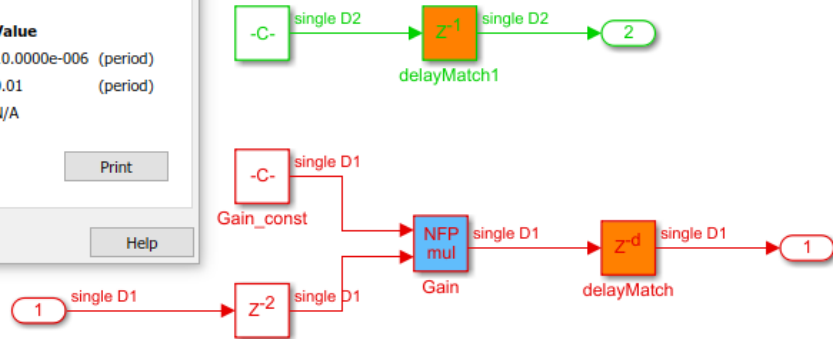 Value
0.0000e-006 (period)
.01 (period)
N/A
Print
Help
-C-
single D2
Z-1
single D2
2
delayMatch1
-C-
single D1
Gain_const
NFP
mul
single D1
Gain
Z-d
single D1
1
delayMatch
1
single D1
Z-2
single D1